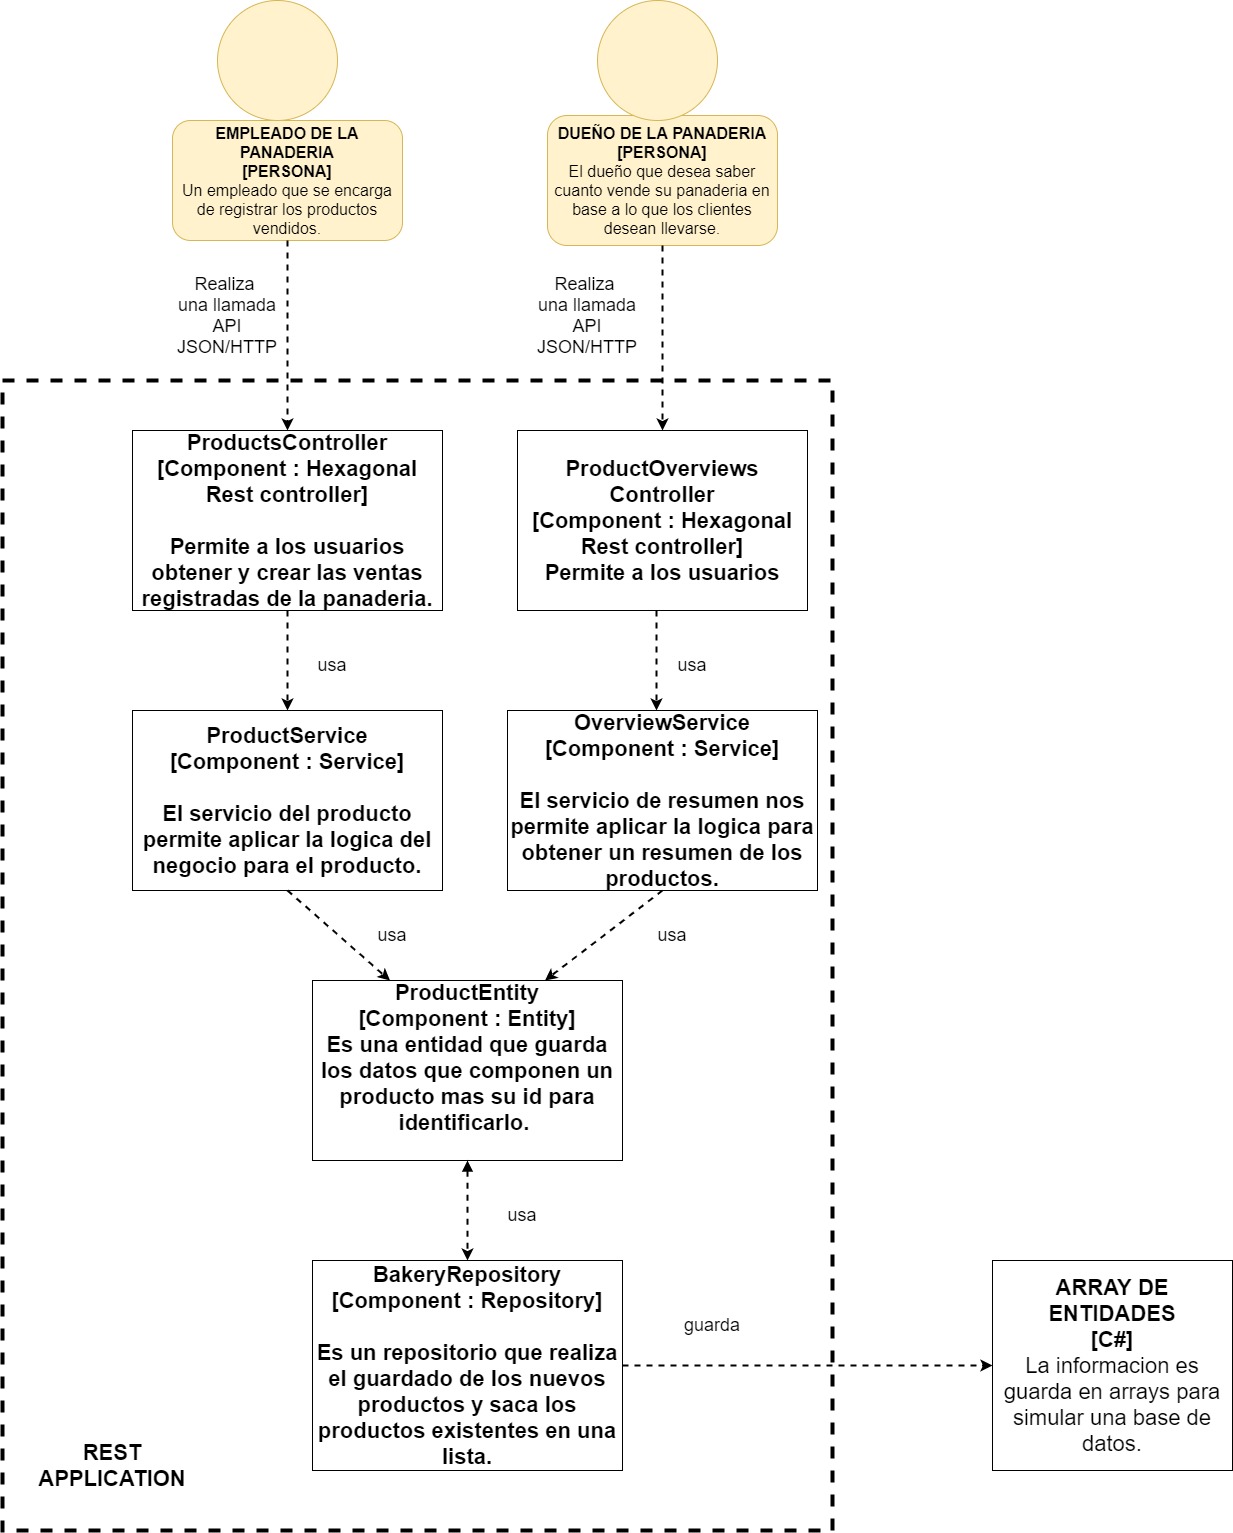 EMPLEADO DE LA
PANADERIA
[PERSONA]
Un empleado que se encarga
de registrar los productos
vendidos.
DUEÑO DE LA PANADERIA
[PERSONA]
El dueño que desea saber
cuanto vende su panaderia en
base a lo que los clientes
desean llevarse.
Realiza
una llamada
API
JSON/HTTP
Realiza
una llamada
API
JSON/HTTP
ProductsController
[Component : Hexagonal
Rest controller]
Permite a los usuarios
obtener y crear las ventas
registradas de la panaderia.
ProductOverviews
Controller
[Component : Hexagonal
Rest controller]
Permite a los usuarios
usa
usa
ProductService
[Component : Service]
El servicio del producto
permite aplicar la logica del
negocio para el producto.
OverviewService
[Component : Service]
El servicio de resumen nos
permite aplicar la logica para
obtener un resumen de los
productos.
usa
usa
ProductEntity
[Component : Entity]
Es una entidad que guarda
los datos que componen un
producto mas su id para
identificarlo.
usa
BakeryRepository
[Component : Repository]
Es un repositorio que realiza
el guardado de los nuevos
productos y saca los
productos existentes en una
lista.
guarda
ARRAY DE
ENTIDADES
[C#]
La informacion es
guarda en arrays para
simular una base de
datos.
REST
APPLICATION